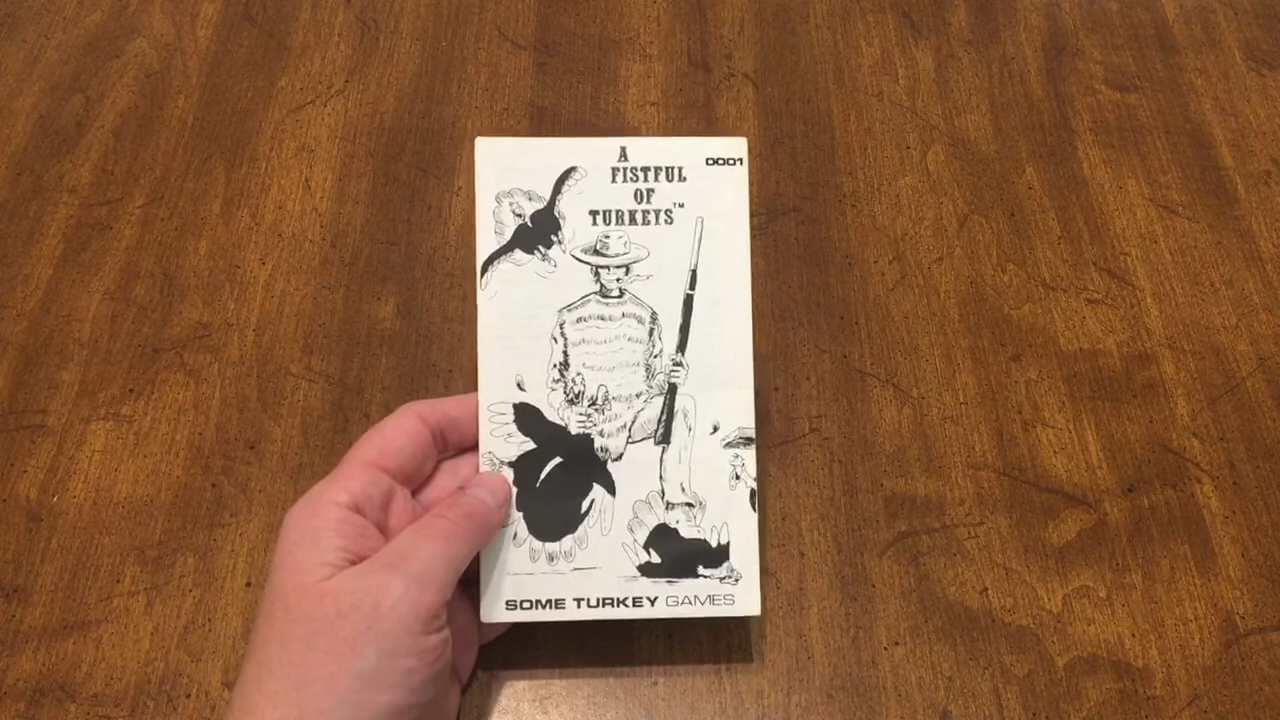 A
0001
FISTFUL
OF
TURKEYS™
SOME TURKEY GAMES